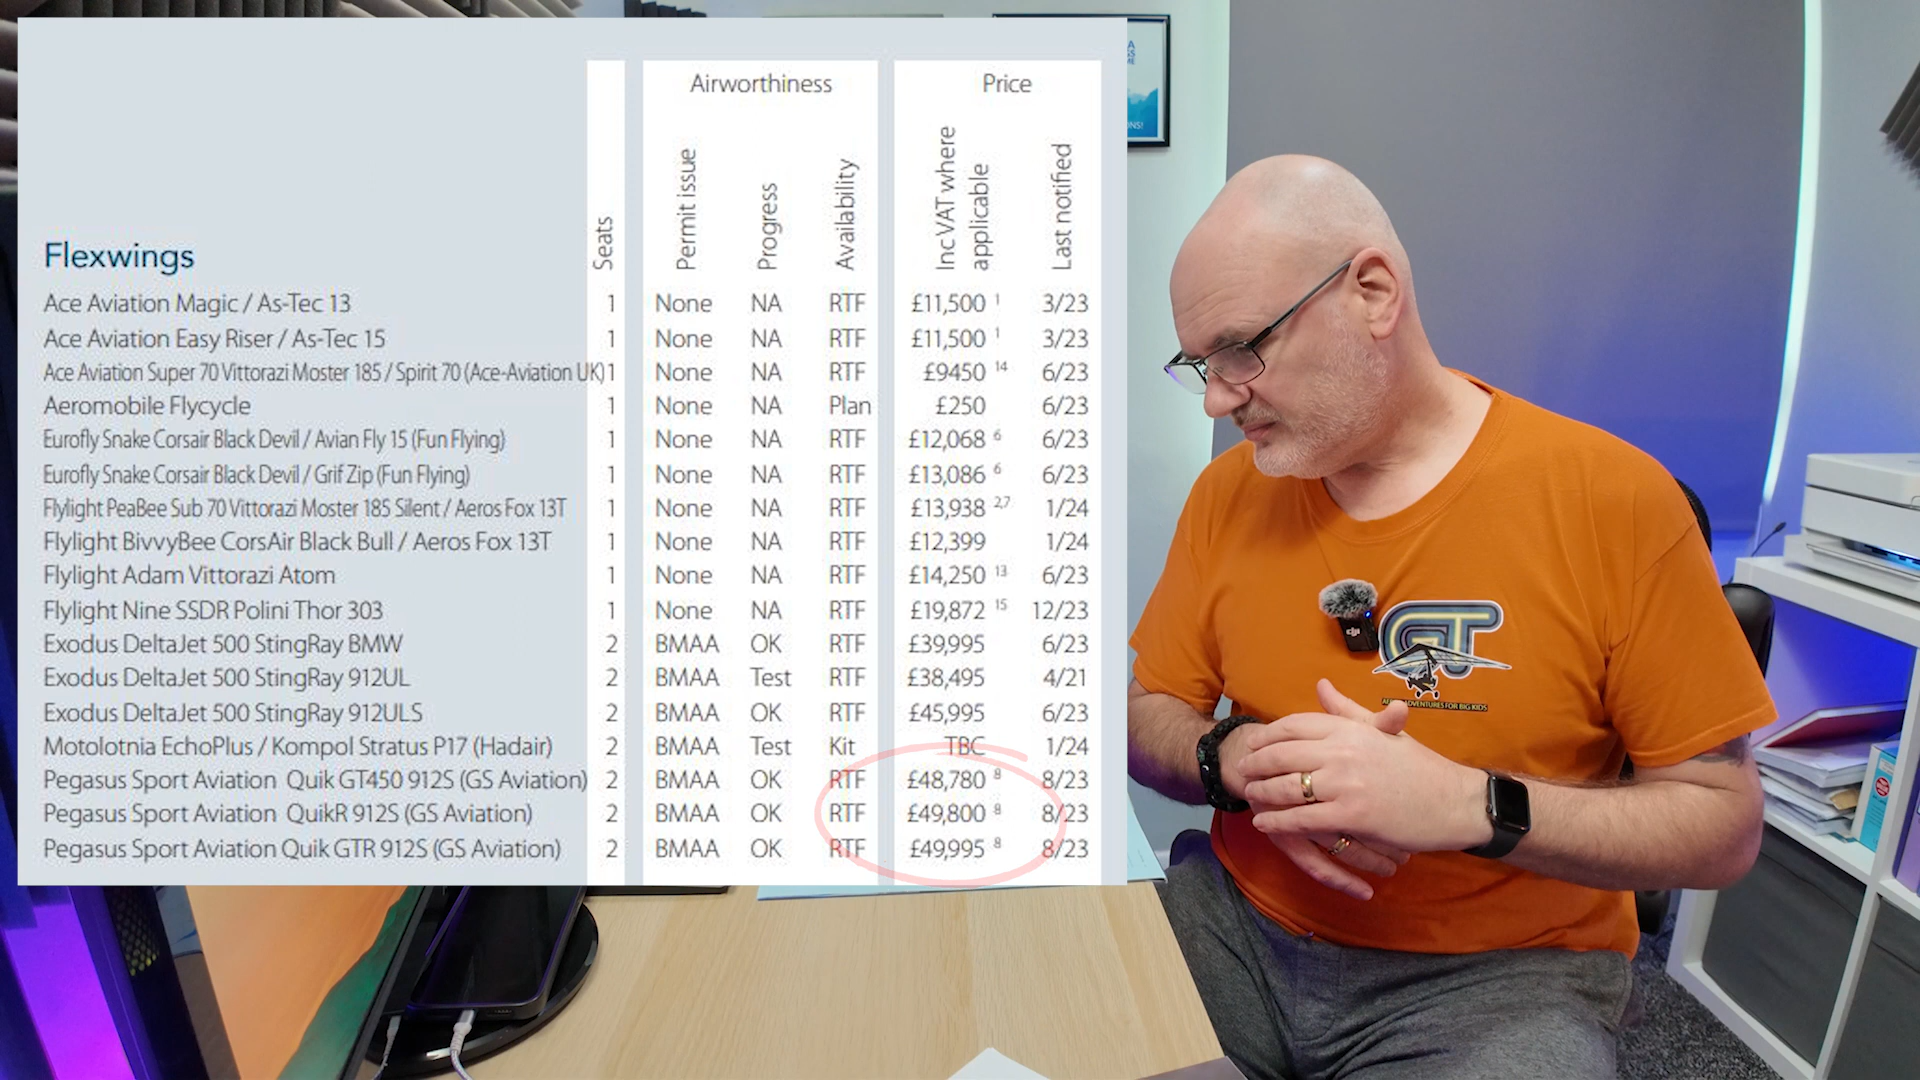 Airworthiness Price
Flexwings Seats Permit issue Progress Availability Inc VAT where applicable Last notified
Ace Aviation Magic / As-Tec 13 1 None NA RTF £11,500 1 3/23
Ace Aviation Easy Riser / As-Tec 15 1 None NA RTF £11,500 1 3/23
Ace Aviation Super 70 Vittorazi Moster 185 / Spirit 70 (Ace-Aviation UK) 1 None NA RTF £9450 14 6/23
Aeromobile Flycycle 1 None NA Plan £250 6/23
Eurofly Snake Corsair Black Devil / Avian Fly 15 (Fun Flying) 1 None NA RTF £12,068 6 6/23
Eurofly Snake Corsair Black Devil / Grif Zip (Fun Flying) 1 None NA RTF £13,086 6 6/23
Flylight PeaBee Sub 70 Vittorazi Moster 185 Silent / Aeros Fox 13T 1 None NA RTF £13,938 2,7 1/24
Flylight BivvyBee CorsAir Black Bull / Aeros Fox 13T 1 None NA RTF £12,399 1/24
Flylight Adam Vittorazi Atom 1 None NA RTF £14,250 13 6/23
Flylight Nine SSDR Polini Thor 303 1 None NA RTF £19,872 15 12/23
Exodus DeltaJet 500 StingRay BMW 2 BMAA OK RTF £39,995 6/23
Exodus DeltaJet 500 StingRay 912UL 2 BMAA Test RTF £38,495 4/21
Exodus DeltaJet 500 StingRay 912ULS 2 BMAA OK RTF £45,995 6/23
Motolotnia EchoPlus / Kompol Stratus P17 (Hadair) 2 BMAA Test Kit TBC 1/24
Pegasus Sport Aviation Quik GT450 912S (GS Aviation) 2 BMAA OK RTF £48,780 8 8/23
Pegasus Sport Aviation QuikR 912S (GS Aviation) 2 BMAA OK RTF £49,800 8 8/23
Pegasus Sport Aviation Quik GTR 912S (GS Aviation) 2 BMAA OK RTF £49,995 8 8/23
dji
GT
ADVENTURES FOR BIG KIDS